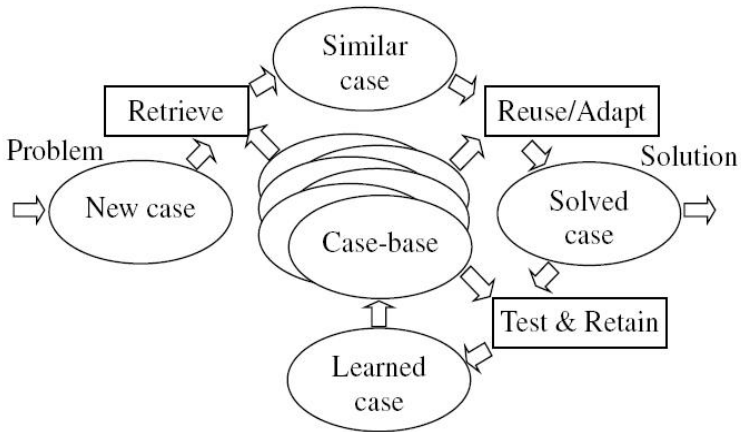 Similar
case
Retrieve
Reuse/Adapt
Problem
Solution
New case
Solved
case
Case-base
Test & Retain
Learned
case